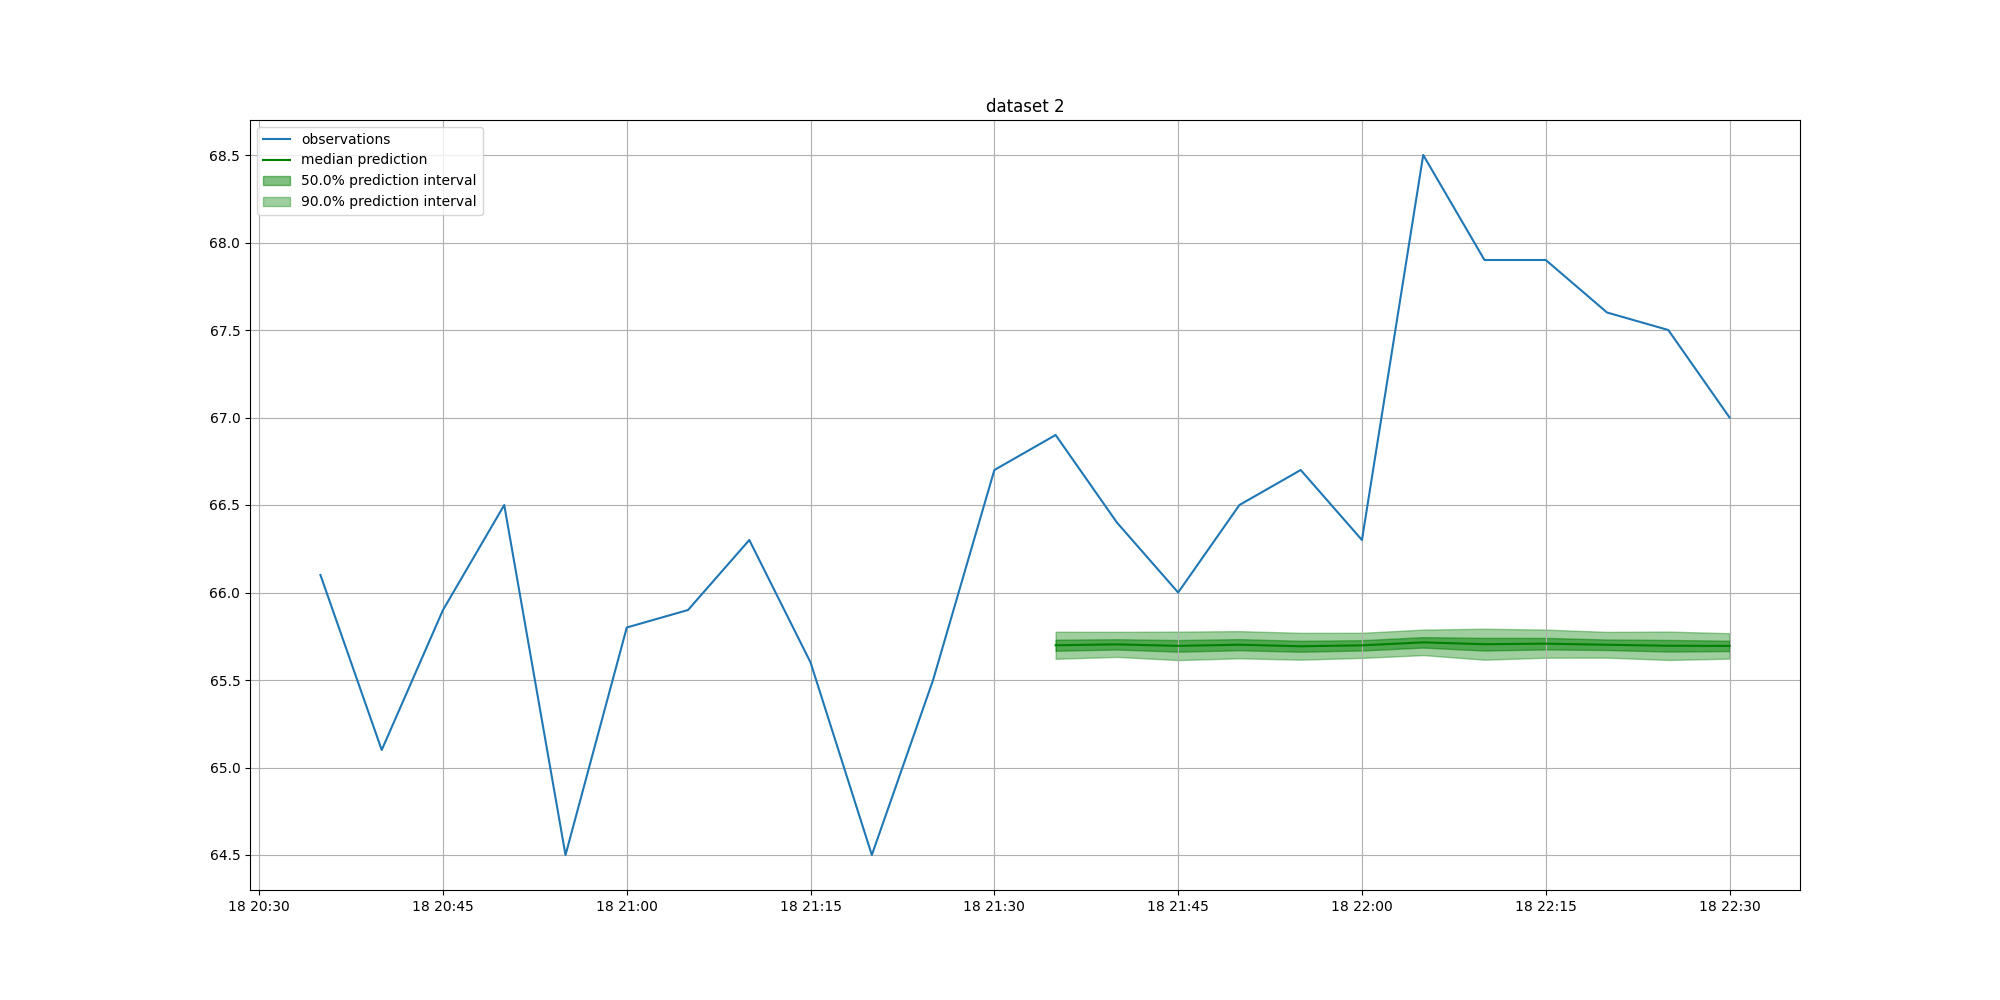 dataset 2
observations
median prediction
50.0% prediction interval
90.0% prediction interval
68.5
68.0
67.5
67.0
66.5
66.0
65.5
65.0
64.5
18 20:30 18 20:45 18 21:00 18 21:15 18 21:30 18 21:45 18 22:00 18 22:15 18 22:30